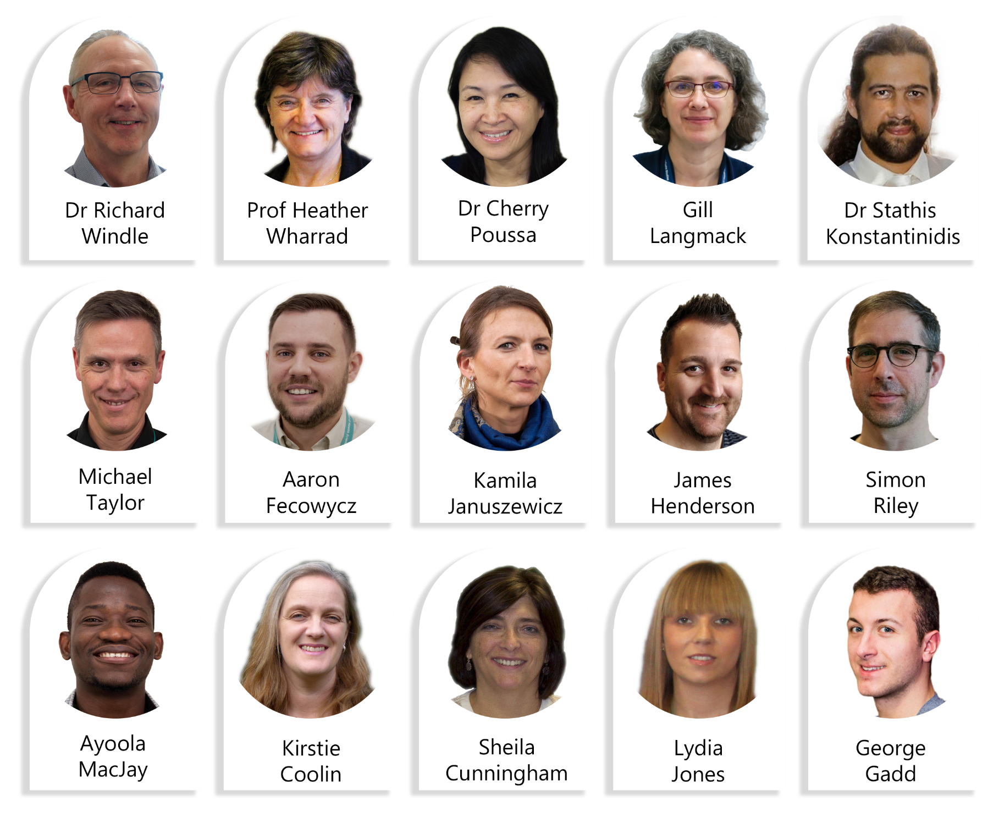 Dr Richard
Windle
Prof Heather
Wharrad
Dr Cherry
Poussa
Gill
Langmack
Dr Stathis
Konstantinidis
Michael
Taylor
Aaron
Fecowycz
Kamila
Januszewicz
James
Henderson
Simon
Riley
Ayoola
MacJay
Kirstie
Coolin
Sheila
Cunningham
Lydia
Jones
George
Gadd